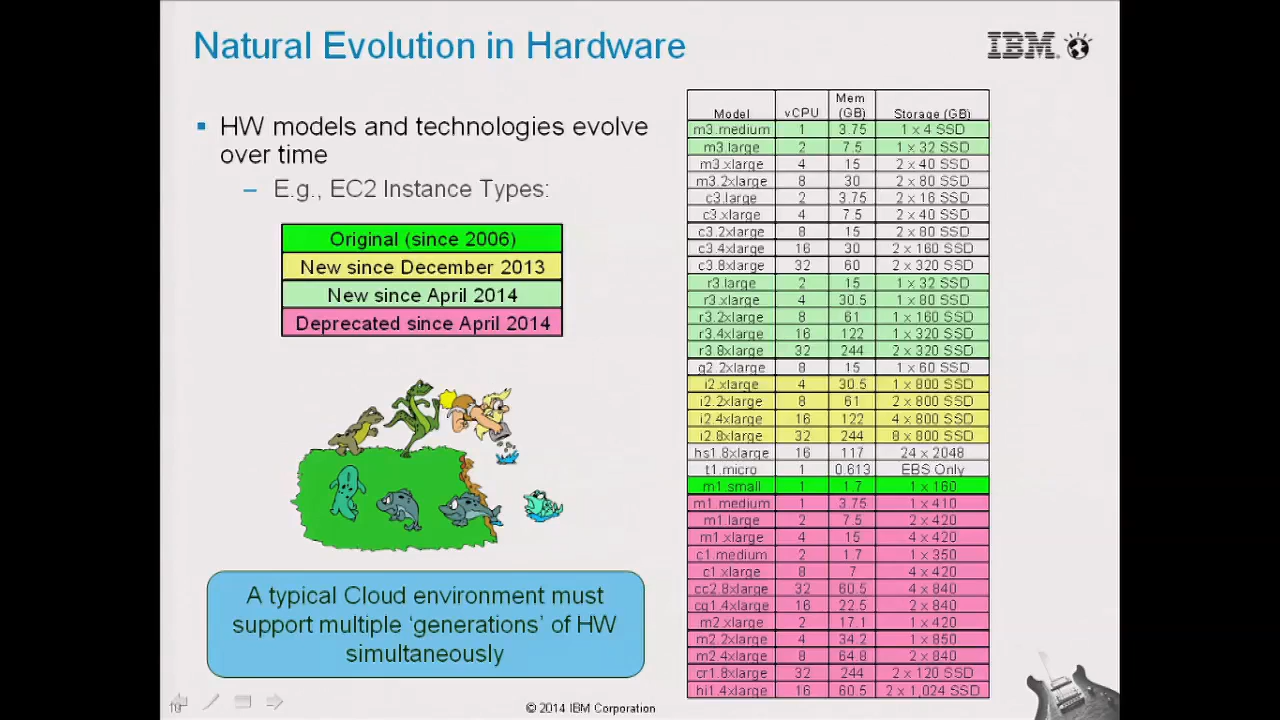 Natural Evolution in Hardware
IBM
HW models and technologies evolve
over time
– E.g., EC2 Instance Types:
Original (since 2006)
New since December 2013
New since April 2014
Deprecated since April 2014
A typical Cloud environment must
support multiple ‘generations’ of HW
simultaneously
Model vCPU Mem (GB) Storage (GB)
m3.medium 1 3.75 1 x 4 SSD
m3.large 2 7.5 1 x 32 SSD
m3.xlarge 4 15 2 x 40 SSD
m3.2xlarge 8 30 2 x 80 SSD
c3.large 2 3.75 2 x 16 SSD
c3.xlarge 4 7.5 2 x 40 SSD
c3.2xlarge 8 15 2 x 80 SSD
c3.4xlarge 16 30 2 x 160 SSD
c3.8xlarge 32 60 2 x 320 SSD
r3.large 2 15 1 x 32 SSD
r3.xlarge 4 30.5 1 x 80 SSD
r3.2xlarge 8 61 1 x 160 SSD
r3.4xlarge 16 122 1 x 320 SSD
r3.8xlarge 32 244 2 x 320 SSD
g2.2xlarge 8 15 1 x 60 SSD
i2.xlarge 4 30.5 1 x 800 SSD
i2.2xlarge 8 61 2 x 800 SSD
i2.4xlarge 16 122 4 x 800 SSD
i2.8xlarge 32 244 8 x 800 SSD
hs1.8xlarge 16 117 24 x 2048
t1.micro 1 0.613 EBS Only
m1.small 1 1.7 1 x 160
m1.medium 1 3.75 1 x 410
m1.large 2 7.5 2 x 420
m1.xlarge 4 15 4 x 420
c1.medium 2 1.7 1 x 350
c1.xlarge 8 7 4 x 420
cc2.8xlarge 32 60.5 4 x 840
cg1.4xlarge 16 22.5 2 x 840
m2.xlarge 2 17.1 1 x 420
m2.2xlarge 4 34.2 1 x 850
m2.4xlarge 8 64.8 2 x 840
cr1.8xlarge 32 244 2 x 120 SSD
hi1.4xlarge 16 60.5 2 x 1,024 SSD
© 2014 IBM Corporation